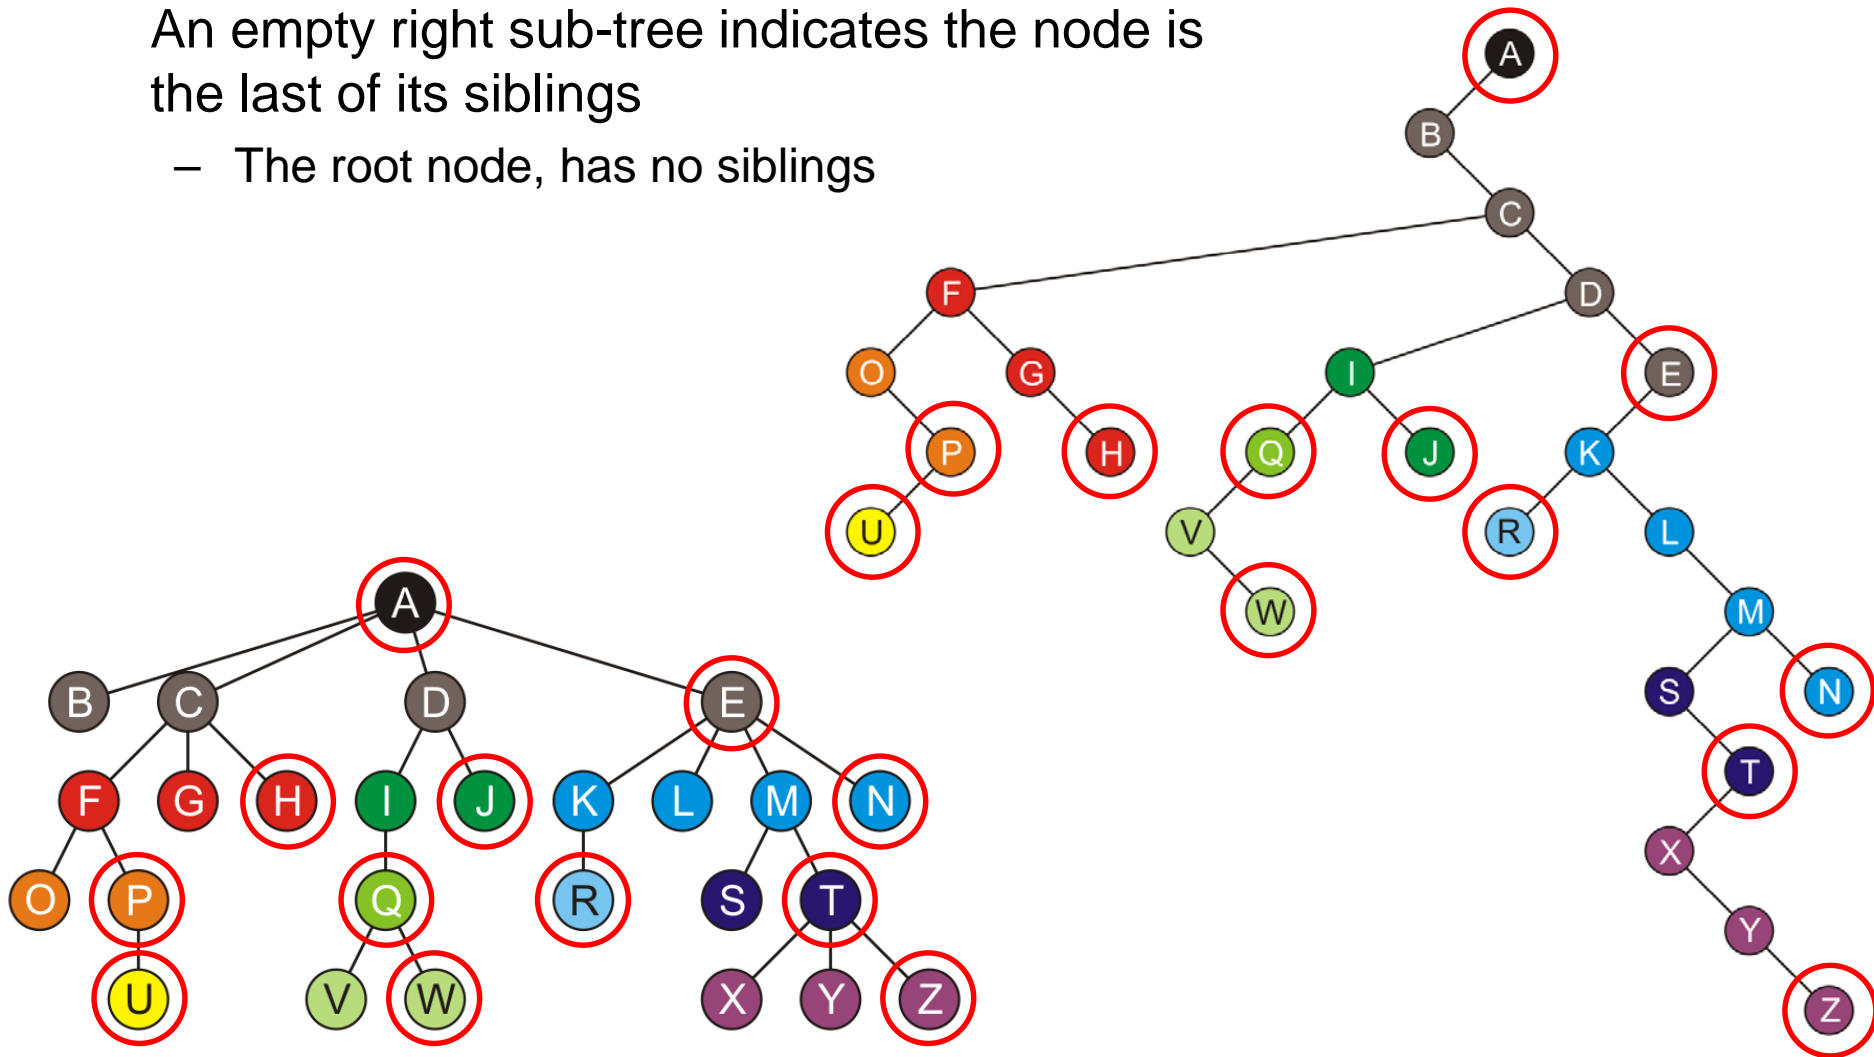 An empty right sub-tree indicates the node is
the last of its siblings
– The root node, has no siblings
A
B
C
F
D
O
G
I
E
P
H
Q
J
K
U
V
R
L
W
M
S
N
T
X
Y
Z
A
B
C
D
E
F
G
H
I
J
K
L
M
N
O
P
Q
R
S
T
U
V
W
X
Y
Z